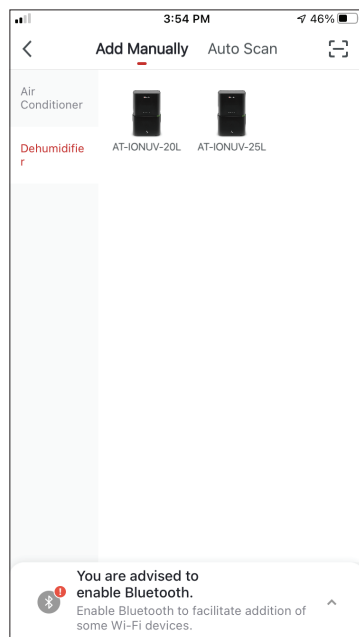 3:54 PM
46%
Add Manually
Auto Scan
Air
Conditioner
Dehumidifie
r
AT-IONUV-20L
AT-IONUV-25L
You are advised to
enable Bluetooth.
Enable Bluetooth to facilitate addition of
some Wi-Fi devices.